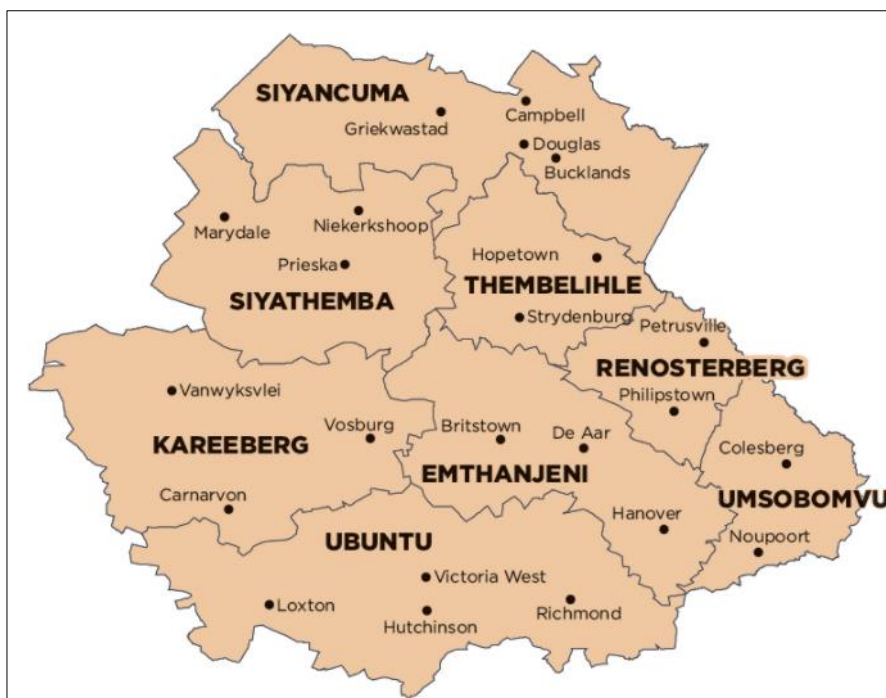 SIYANCUMA
Griekwastad
Campbell
Douglas
Bucklands
Marydale
Niekerkshoop
Prieska
SIYATHEMBA
Hopetown
THEMBELIHLE
Strydenburg
Petrusville
RENOSTERBERG
Philipstown
Vanwyksvlei
Vosburg
KAREEBERG
Carnarvon
Britstown
De Aar
EMTHANJENI
Hanover
Colesberg
UMSOBOMVU
Noupoort
UBUNTU
Victoria West
Loxton
Hutchinson
Richmond